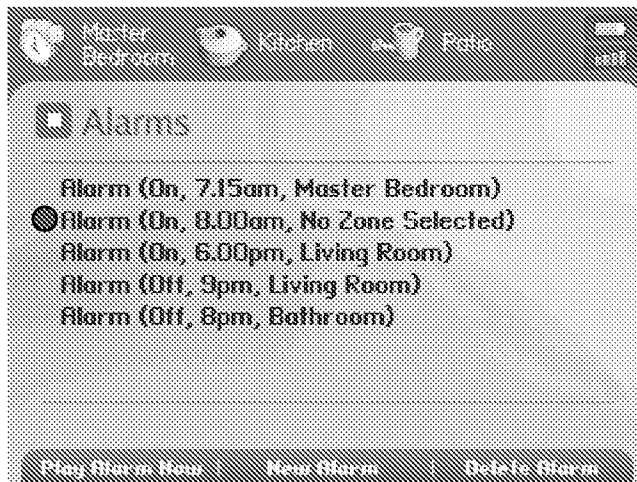 Master
Bedroom
Kitchen
Patio
Alarms
Alarm (On, 7.15am, Master Bedroom)
Alarm (On, 8.00am, No Zone Selected)
Alarm (On, 6.00pm, Living Room)
Alarm (Off, 9pm, Living Room)
Alarm (Off, 8pm, Bathroom)
Play Alarm Now | New Alarm | Delete Alarm